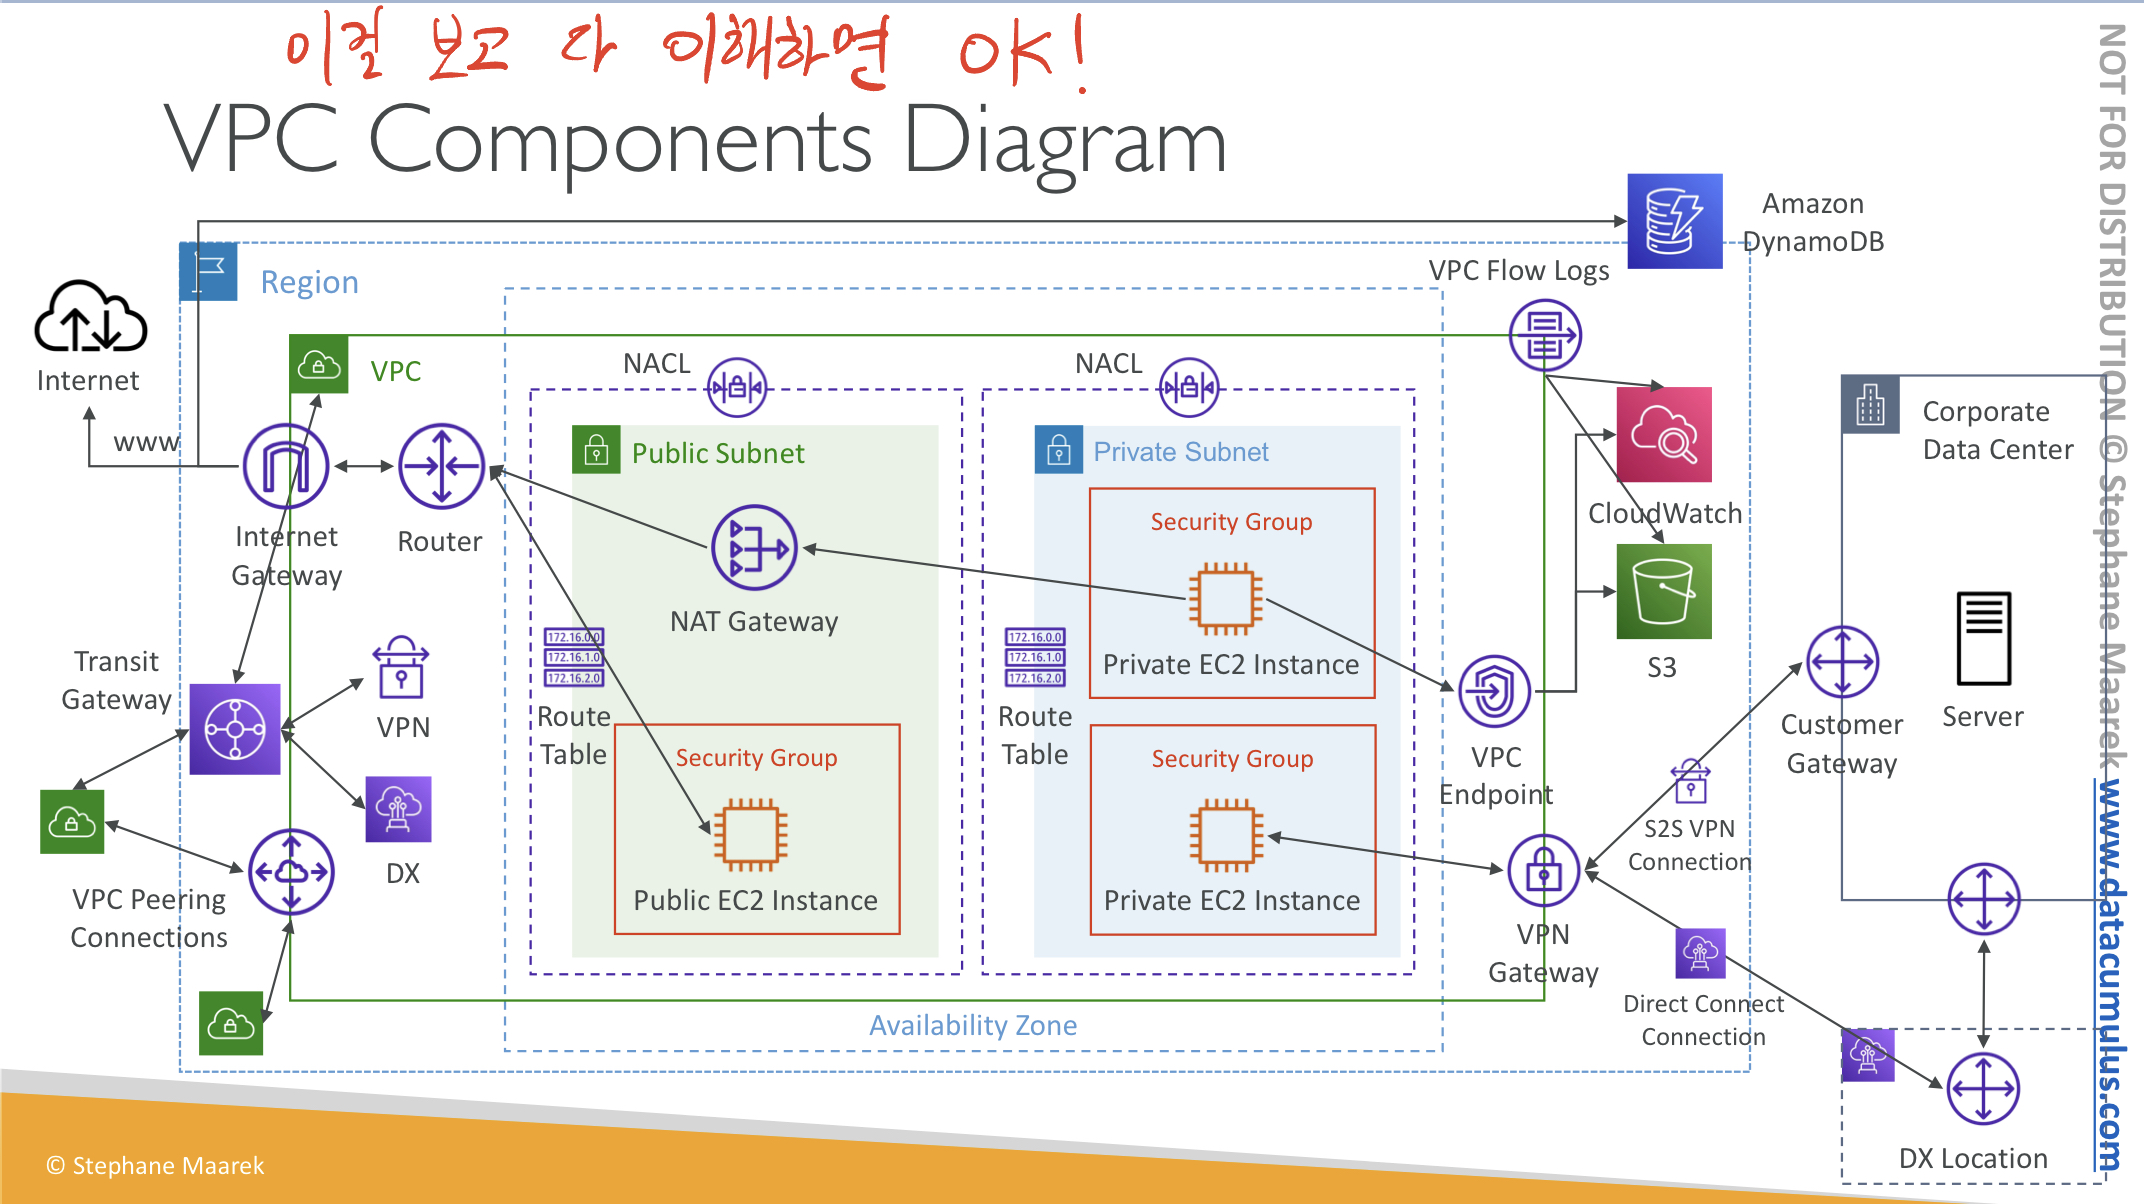 이걸 보고 다 이해하면 OK!
VPC Components Diagram
Amazon
DynamoDB
VPC Flow Logs
Region
Internet
www
VPC
NACL
NACL
Corporate
Data Center
Public Subnet
Private Subnet
Security Group
CloudWatch
Internet
Gateway
Router
NAT Gateway
172.16.0.0
172.16.1.0
172.16.2.0
Route
Table
172.16.0.0
172.16.1.0
172.16.2.0
Route
Table
Private EC2 Instance
S3
Transit
Gateway
VPN
Server
Customer
Gateway
Security Group
Security Group
VPC
Endpoint
S2S VPN
Connection
DX
Public EC2 Instance
Private EC2 Instance
VPC Peering
Connections
VPN
Gateway
Direct Connect
Connection
Availability Zone
DX Location
© Stephane Maarek
NOT FOR DISTRIBUTION © Stephane Maarek www.datacumulus.com